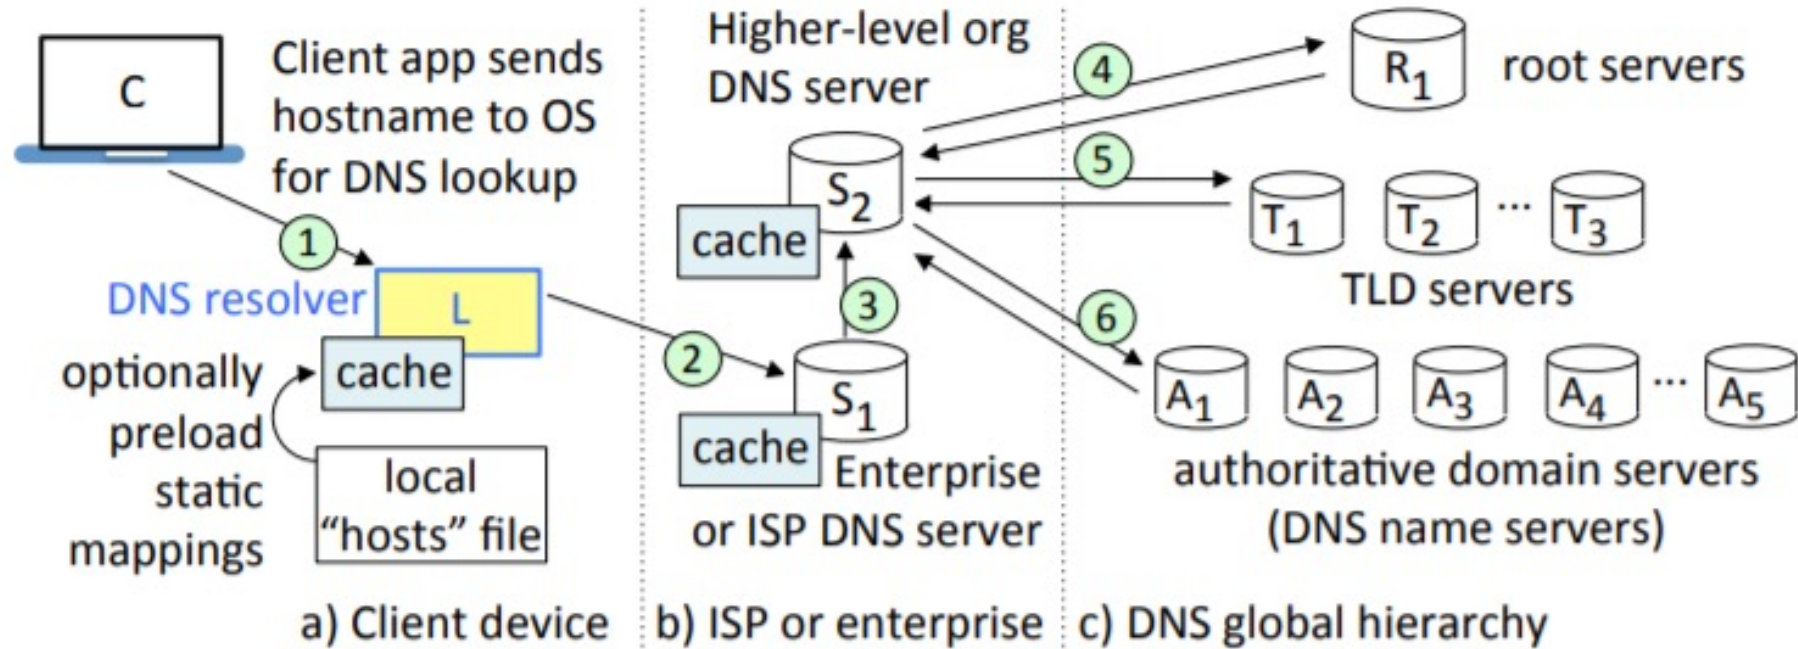 C
Client app sends
hostname to OS
for DNS lookup
1
DNS resolver
L
cache
optionally
preload
static
mappings
local
“hosts” file
a) Client device
Higher-level org
DNS server
S2
cache
2
3
S1
cache
Enterprise
or ISP DNS server
b) ISP or enterprise
4
R1
root servers
5
T1 T2 ... T3
TLD servers
6
A1 A2 A3 A4 ... A5
authoritative domain servers
(DNS name servers)
c) DNS global hierarchy